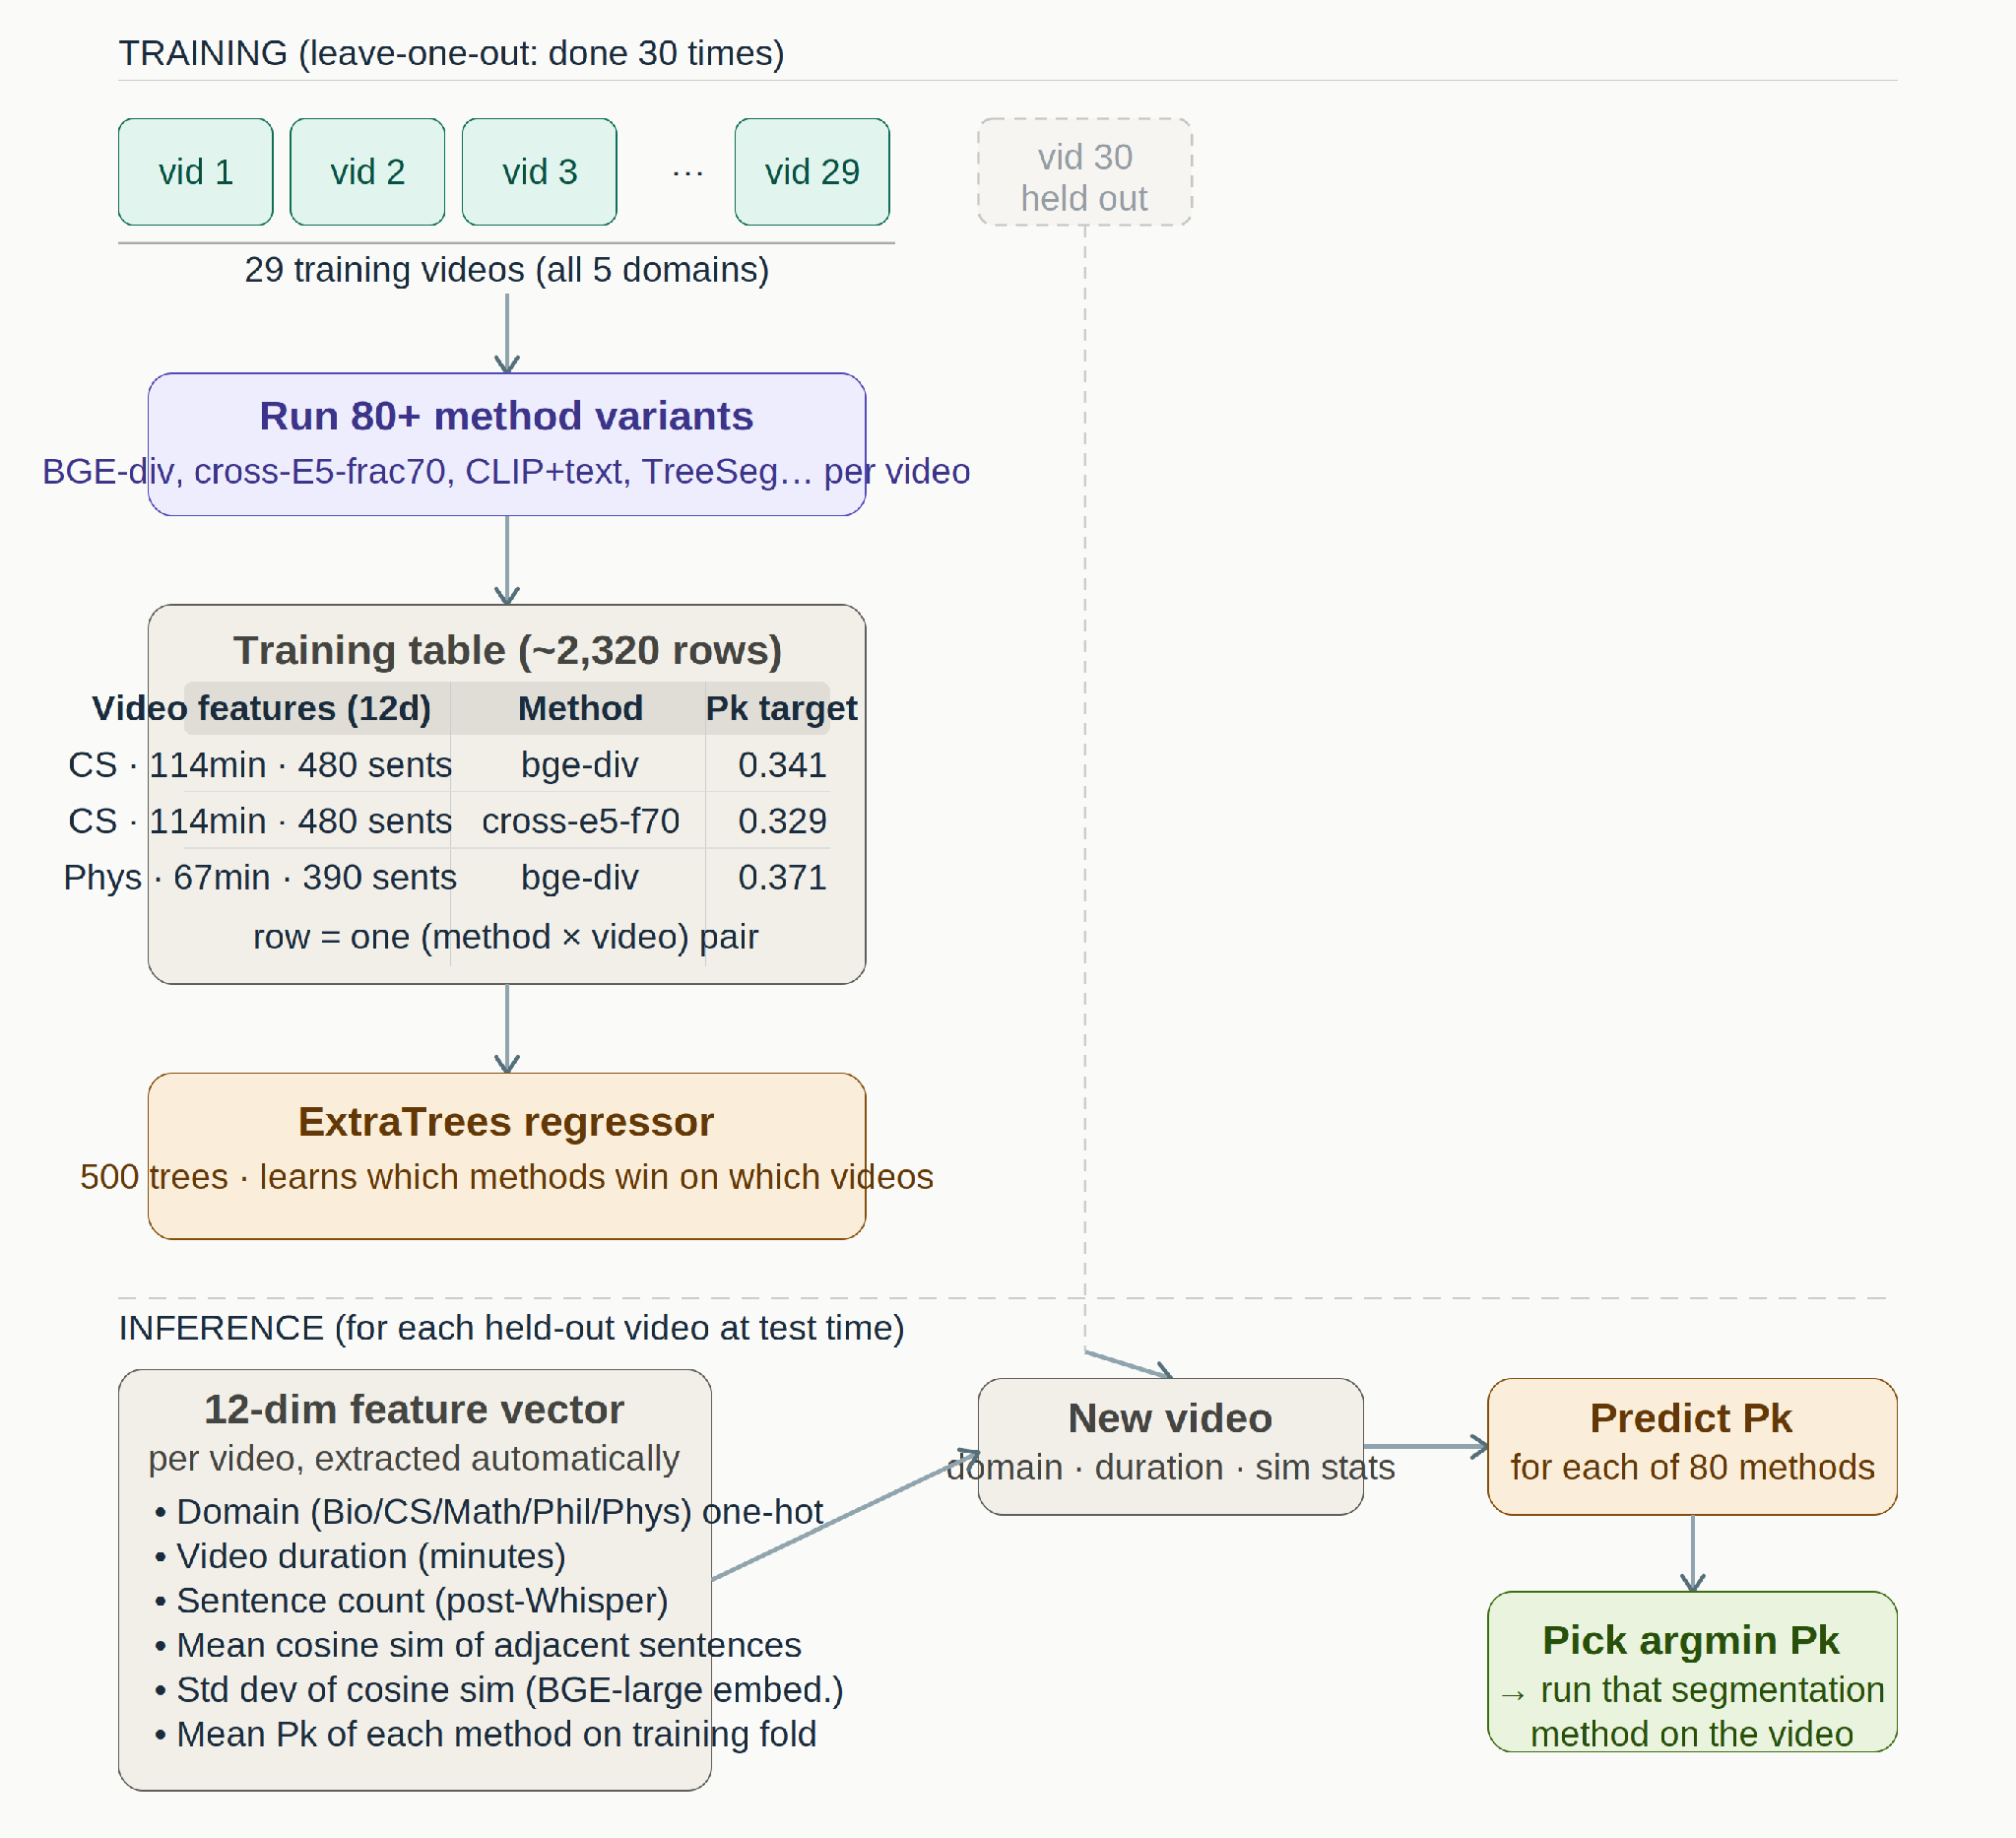 TRAINING (leave-one-out: done 30 times)
vid 1
vid 2
vid 3
···
vid 29
vid 30
held out
29 training videos (all 5 domains)
Run 80+ method variants
BGE-div, cross-E5-frac70, CLIP+text, TreeSeg… per video
Training table (~2,320 rows)
Video features (12d) Method Pk target
CS · 114min · 480 sents bge-div 0.341
CS · 114min · 480 sents cross-e5-f70 0.329
Phys · 67min · 390 sents bge-div 0.371
row = one (method × video) pair
ExtraTrees regressor
500 trees · learns which methods win on which videos
INFERENCE (for each held-out video at test time)
12-dim feature vector
per video, extracted automatically
• Domain (Bio/CS/Math/Phil/Phys) one-hot
• Video duration (minutes)
• Sentence count (post-Whisper)
• Mean cosine sim of adjacent sentences
• Std dev of cosine sim (BGE-large embed.)
• Mean Pk of each method on training fold
New video
domain · duration · sim stats
Predict Pk
for each of 80 methods
Pick argmin Pk
→ run that segmentation
method on the video